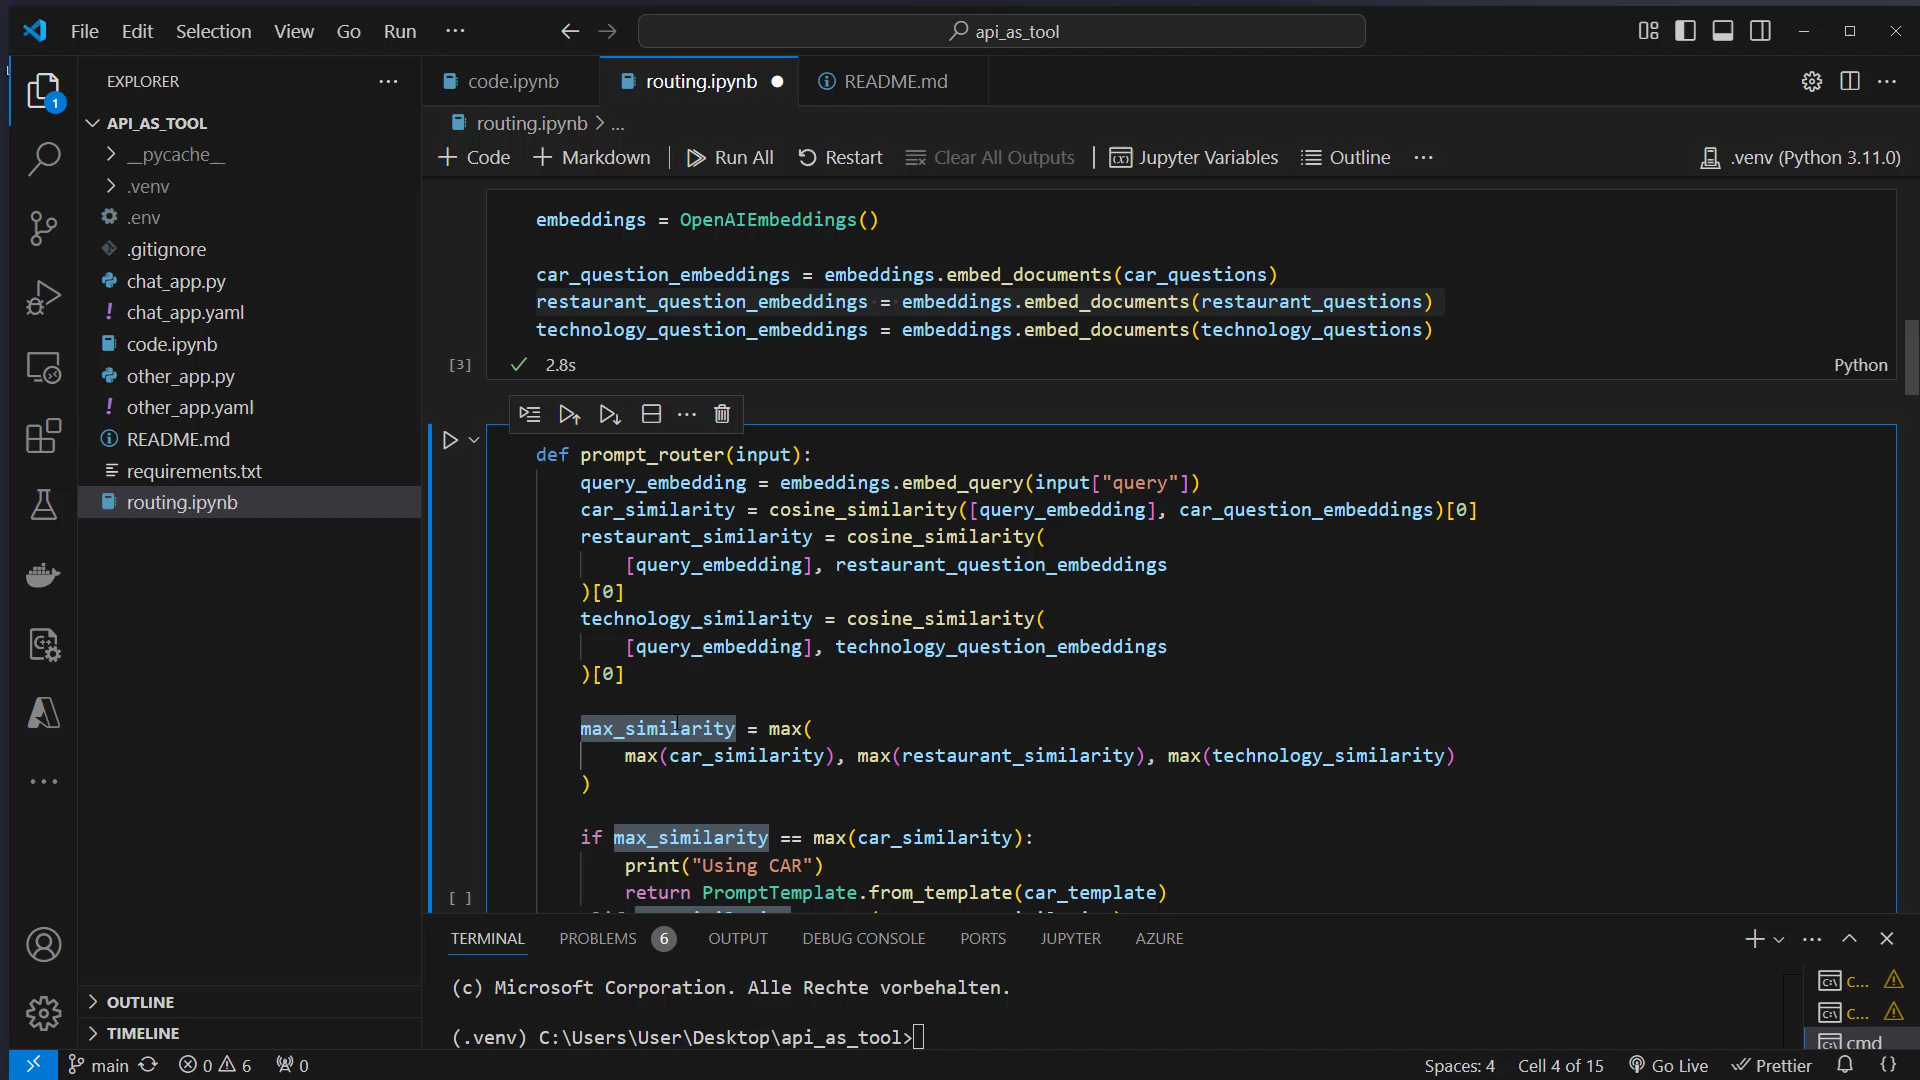 File Edit Selection View Go Run ··· api_as_tool
EXPLORER
API_AS_TOOL
__pycache__
.venv
.env
.gitignore
chat_app.py
chat_app.yaml
code.ipynb
other_app.py
other_app.yaml
README.md
requirements.txt
routing.ipynb
OUTLINE
TIMELINE
1
code.ipynb routing.ipynb README.md
routing.ipynb > ...
+ Code + Markdown Run All Restart Clear All Outputs Jupyter Variables Outline ··· .venv (Python 3.11.0)
embeddings = OpenAIEmbeddings()
car_question_embeddings = embeddings.embed_documents(car_questions)
restaurant_question_embeddings = embeddings.embed_documents(restaurant_questions)
technology_question_embeddings = embeddings.embed_documents(technology_questions)
[3] 2.8s Python
def prompt_router(input):
query_embedding = embeddings.embed_query(input["query"])
car_similarity = cosine_similarity([query_embedding], car_question_embeddings)[0]
restaurant_similarity = cosine_similarity(
[query_embedding], restaurant_question_embeddings
)[0]
technology_similarity = cosine_similarity(
[query_embedding], technology_question_embeddings
)[0]
max_similarity = max(
max(car_similarity), max(restaurant_similarity), max(technology_similarity)
)
if max_similarity == max(car_similarity):
print("Using CAR")
[ ] return PromptTemplate.from_template(car_template)
TERMINAL PROBLEMS 6 OUTPUT DEBUG CONSOLE PORTS JUPYTER AZURE
(c) Microsoft Corporation. Alle Rechte vorbehalten.
(.venv) C:\Users\User\Desktop\api_as_tool>
C...
C...
cmd
main 0 6 0 Spaces: 4 Cell 4 of 15 Go Live Prettier